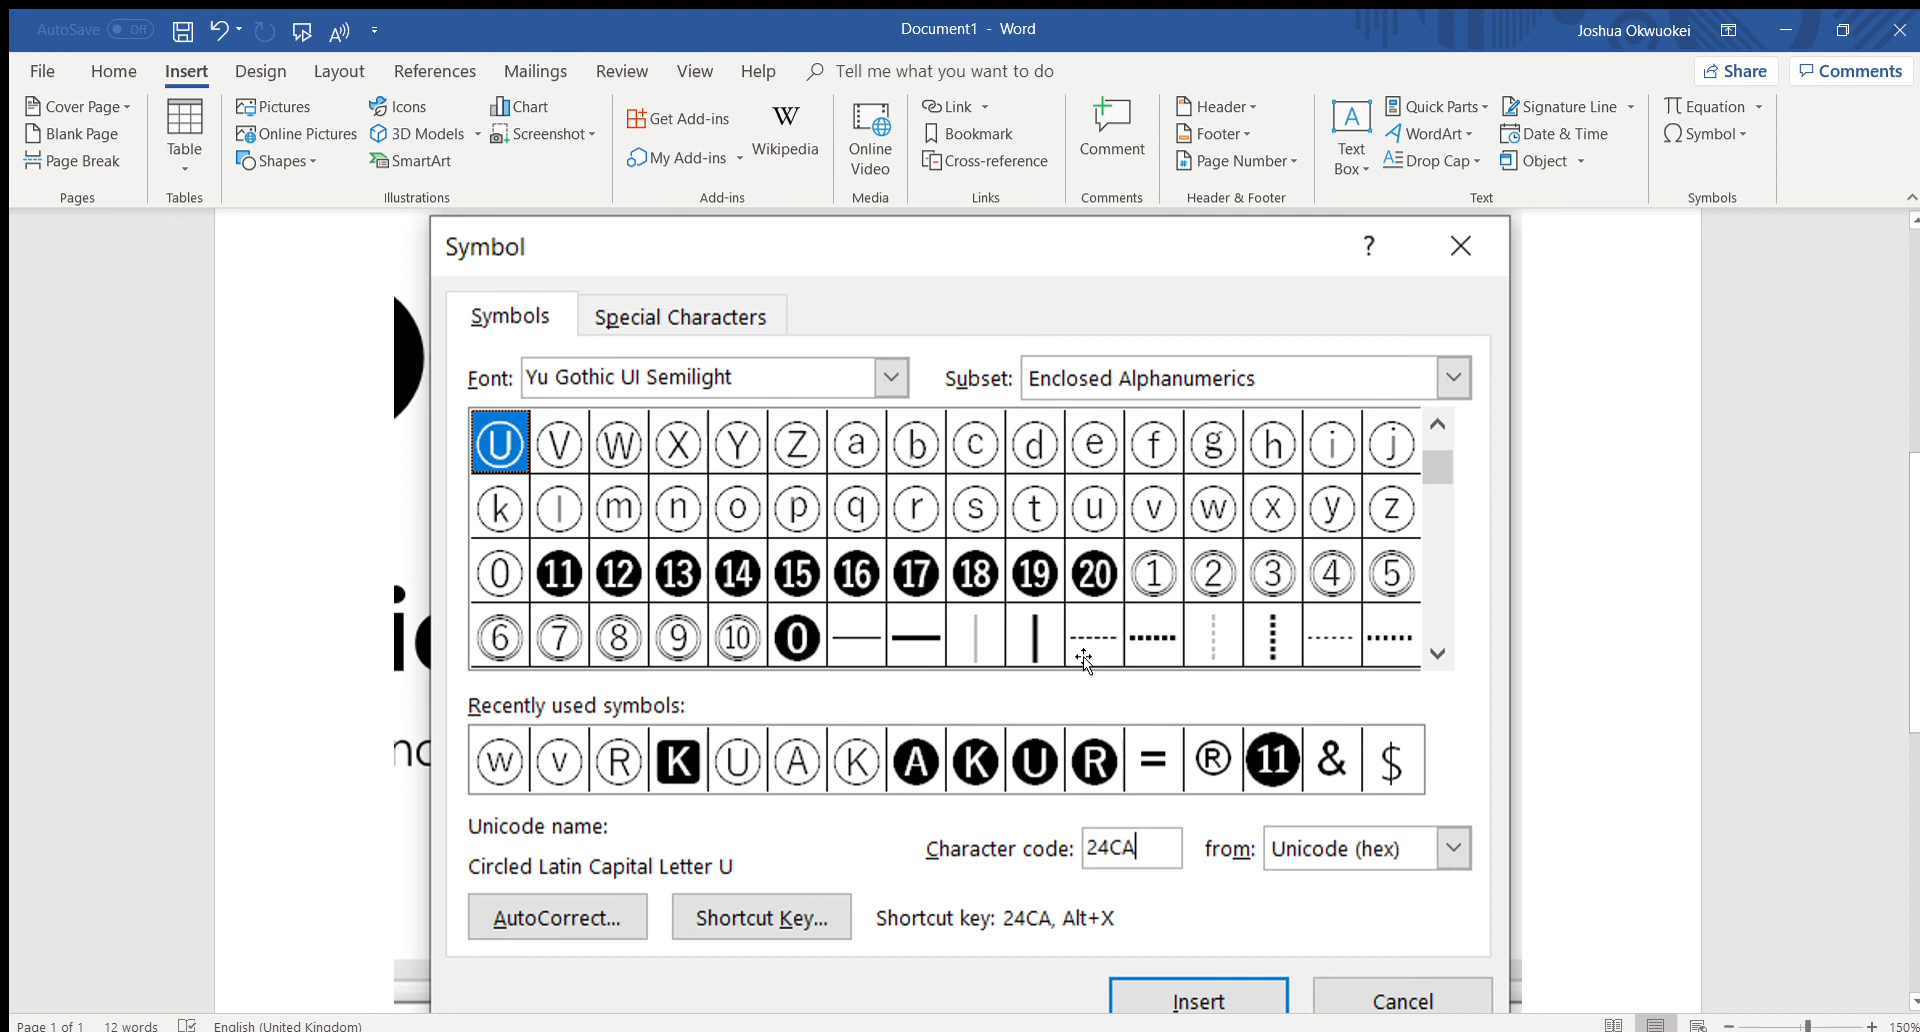 AutoSave Off Document1 - Word Joshua Okwuokei
File Home Insert Design Layout References Mailings Review View Help Tell me what you want to do Share Comments
Cover Page
Blank Page
Page Break
Pages
Table
Tables
Pictures Icons Chart
Online Pictures 3D Models Screenshot
Shapes SmartArt
Illustrations
Get Add-ins
My Add-ins
W
Wikipedia
Add-ins
Online
Video
Media
Link
Bookmark
Cross-reference
Links
Comment
Comments
Header
Footer
Page Number
Header & Footer
A
Text
Box
Quick Parts Signature Line
WordArt Date & Time
Drop Cap Object
Text
Equation
Symbol
Symbols
Symbol ?
Symbols Special Characters
Font: Yu Gothic UI Semilight Subset: Enclosed Alphanumerics
Ⓤ Ⓥ Ⓦ Ⓧ Ⓨ Ⓩ ⓐ ⓑ ⓒ ⓓ ⓔ ⓕ ⓖ ⓗ ⓘ ⓙ
ⓚ ⓛ ⓜ ⓝ ⓞ ⓟ ⓠ ⓡ ⓢ ⓣ ⓤ ⓥ ⓦ ⓧ ⓨ ⓩ
⓪ ⓫ ⓬ ⓭ ⓮ ⓯ ⓰ ⓱ ⓲ ⓳ ⓴ ⓵ ⓶ ⓷ ⓸ ⓹
⓺ ⓻ ⓼ ⓽ ⓾ ⓿ ─ ━ │ ┃ ┄ ┅ ┆ ┇ ┈ ┉
Recently used symbols:
ⓦ ⓥ Ⓡ 🅺 Ⓤ Ⓐ Ⓚ 🅐 🅚 🅤 🅡 = ® ⓫ & $
Unicode name:
Circled Latin Capital Letter U
Character code: 24CA from: Unicode (hex)
AutoCorrect... Shortcut Key... Shortcut key: 24CA, Alt+X
Insert Cancel
Page 1 of 1 12 words English (United Kingdom) 150%